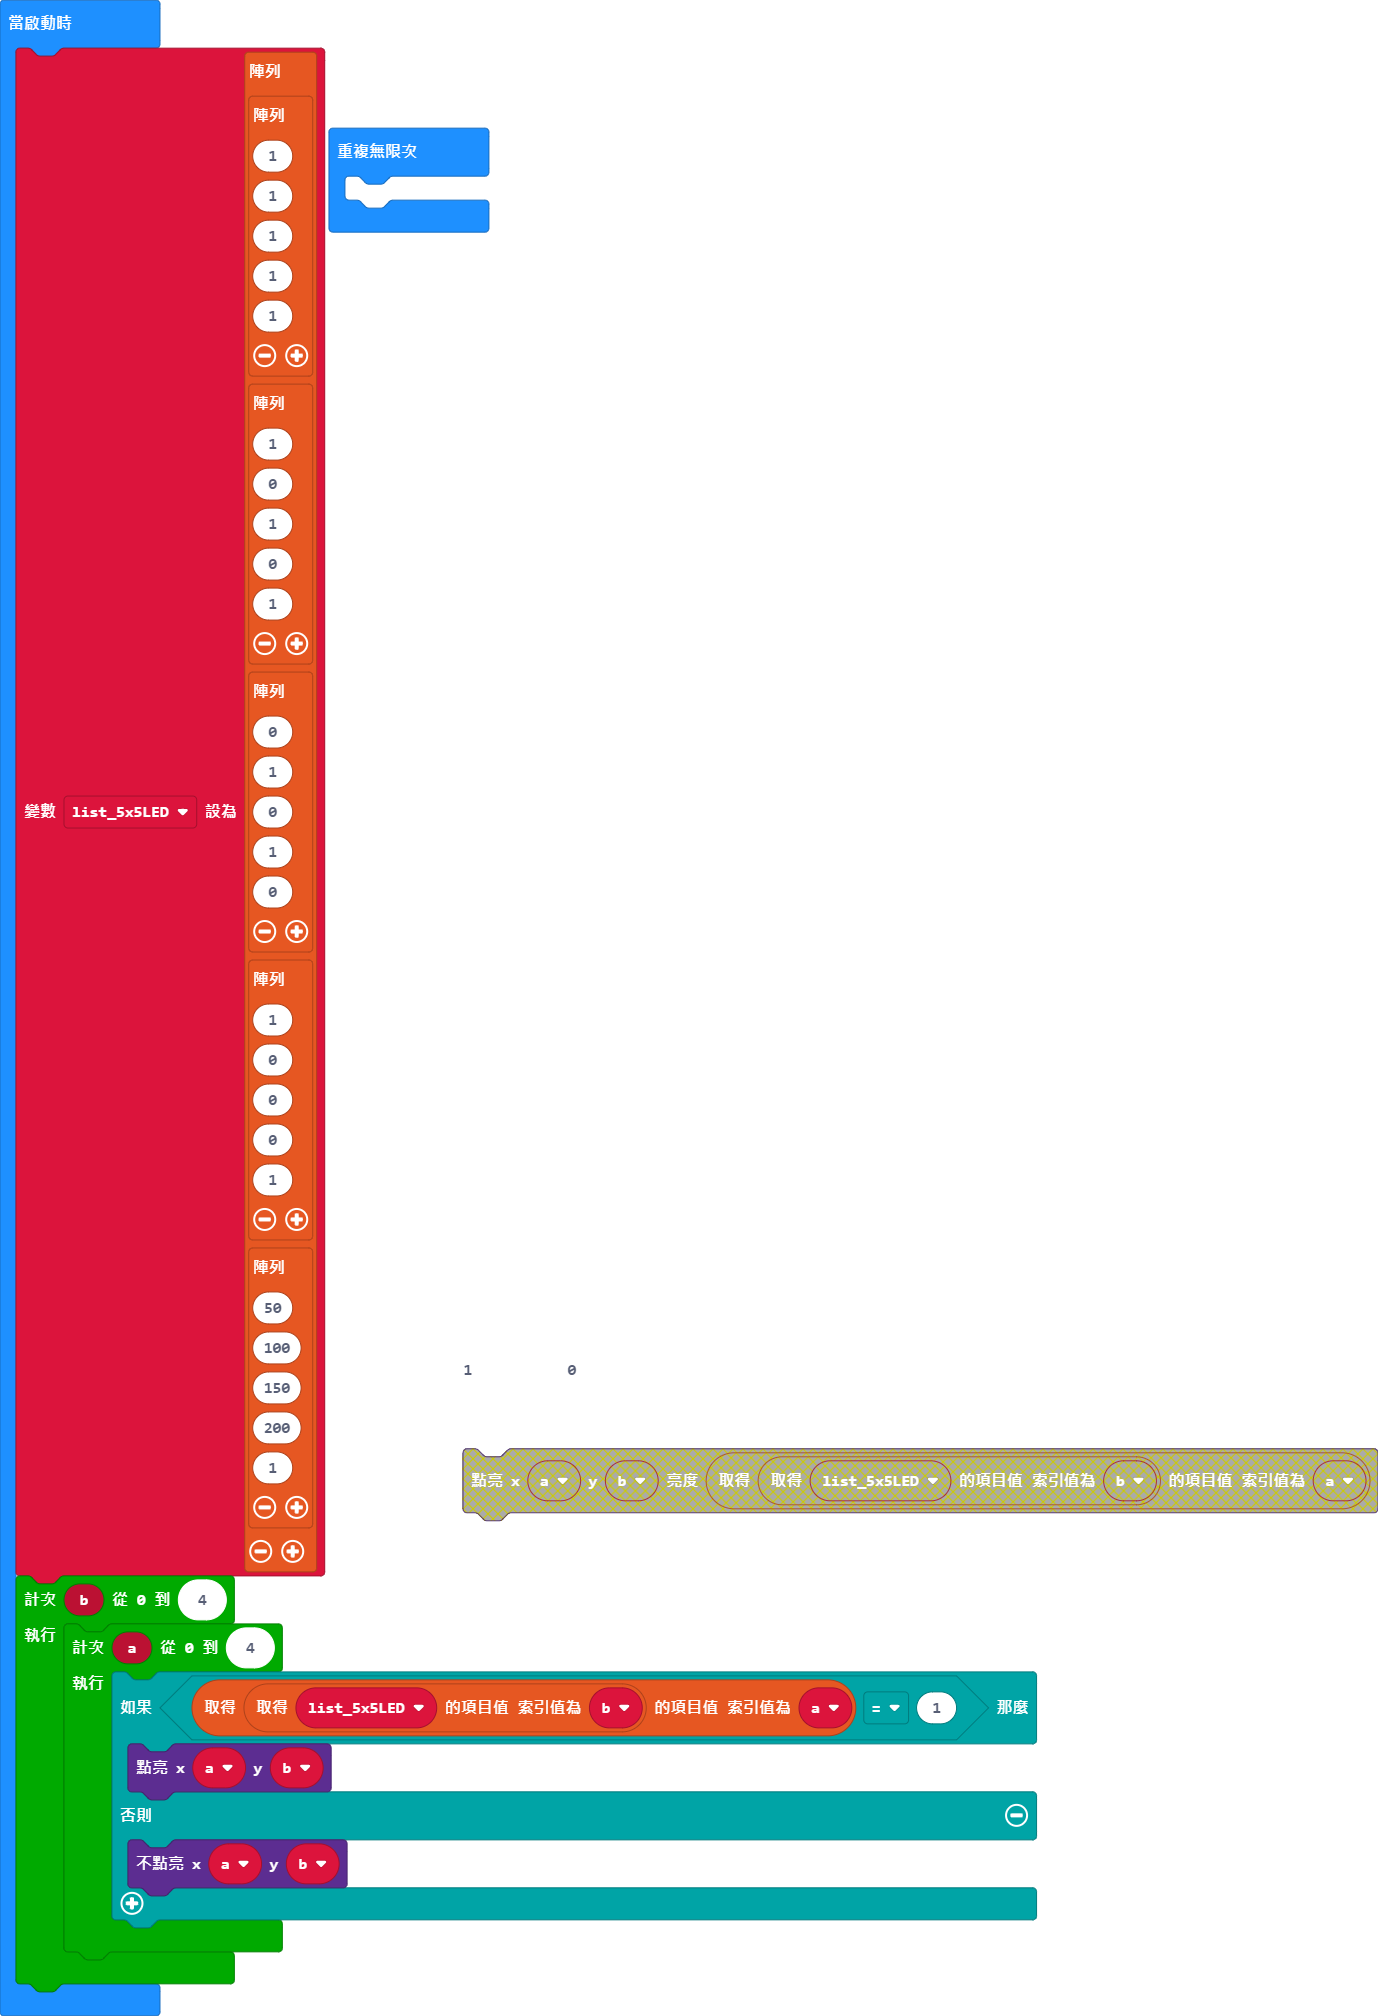 當啟動時
陣列
陣列
1
1
1
1
1
重複無限次
陣列
1
0
1
0
1
陣列
0
1
變數 list_5x5LED 設為
0
1
0
陣列
1
0
0
0
1
陣列
50
100
150
200
1
1 0
點亮 x a y b 亮度 取得 取得 list_5x5LED 的項目值 索引值為 b 的項目值 索引值為 a
計次 b 從 0 到 4
執行
計次 a 從 0 到 4
執行
如果 取得 取得 list_5x5LED 的項目值 索引值為 b 的項目值 索引值為 a = 1 那麼
點亮 x a y b
否則
不點亮 x a y b